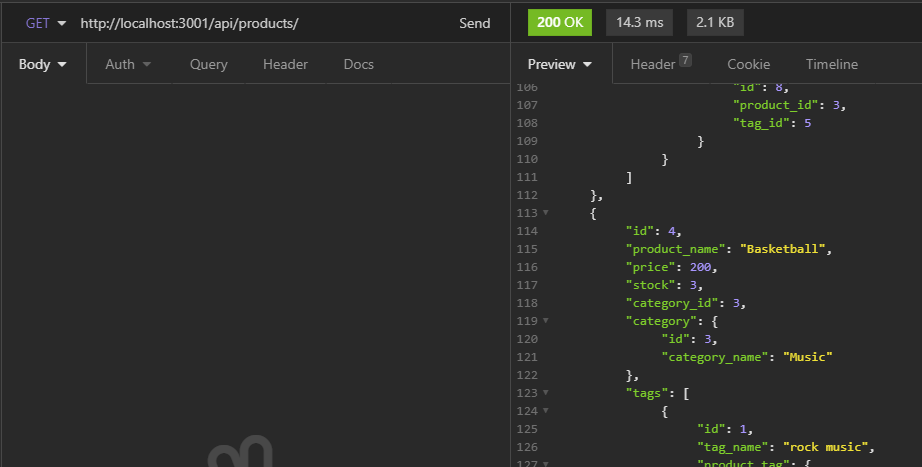 GET http://localhost:3001/api/products/ Send 200 OK 14.3 ms 2.1 KB
Body Auth Query Header Docs Preview Header 7 Cookie Timeline
106 "id": 8,
107 "product_id": 3,
108 "tag_id": 5
109 }
110 }
111 ]
112 },
113 {
114 "id": 4,
115 "product_name": "Basketball",
116 "price": 200,
117 "stock": 3,
118 "category_id": 3,
119 "category": {
120 "id": 3,
121 "category_name": "Music"
122 },
123 "tags": [
124 {
125 "id": 1,
126 "tag_name": "rock music",
127 "product_tag": {